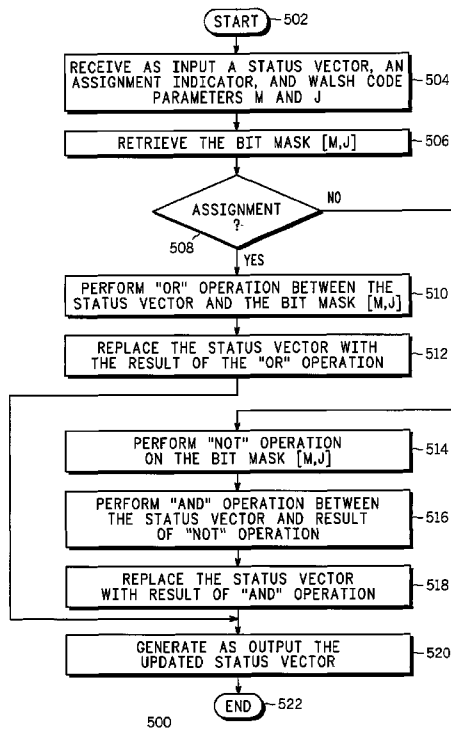 START
502
RECEIVE AS INPUT A STATUS VECTOR, AN
ASSIGNMENT INDICATOR, AND WALSH CODE
PARAMETERS M AND J
504
RETRIEVE THE BIT MASK [M,J]
506
ASSIGNMENT
?
NO
508
YES
PERFORM "OR" OPERATION BETWEEN THE
STATUS VECTOR AND THE BIT MASK [M,J]
510
REPLACE THE STATUS VECTOR WITH
THE RESULT OF THE "OR" OPERATION
512
PERFORM "NOT" OPERATION
ON THE BIT MASK [M,J]
514
PERFORM "AND" OPERATION BETWEEN
THE STATUS VECTOR AND RESULT
OF "NOT" OPERATION
516
REPLACE THE STATUS VECTOR
WITH RESULT OF "AND" OPERATION
518
GENERATE AS OUTPUT THE
UPDATED STATUS VECTOR
520
END
522
500